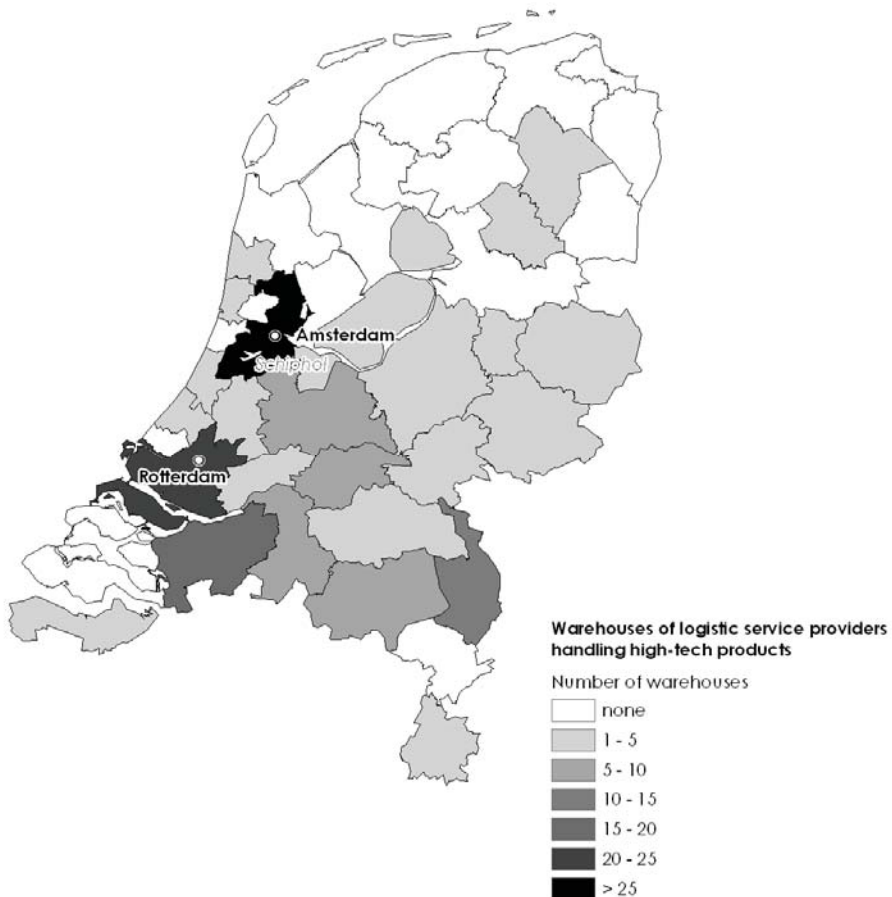 Amsterdam
Schiphol
Rotterdam
Warehouses of logistic service providers
handling high-tech products
Number of warehouses
none
1 - 5
5 - 10
10 - 15
15 - 20
20 - 25
> 25